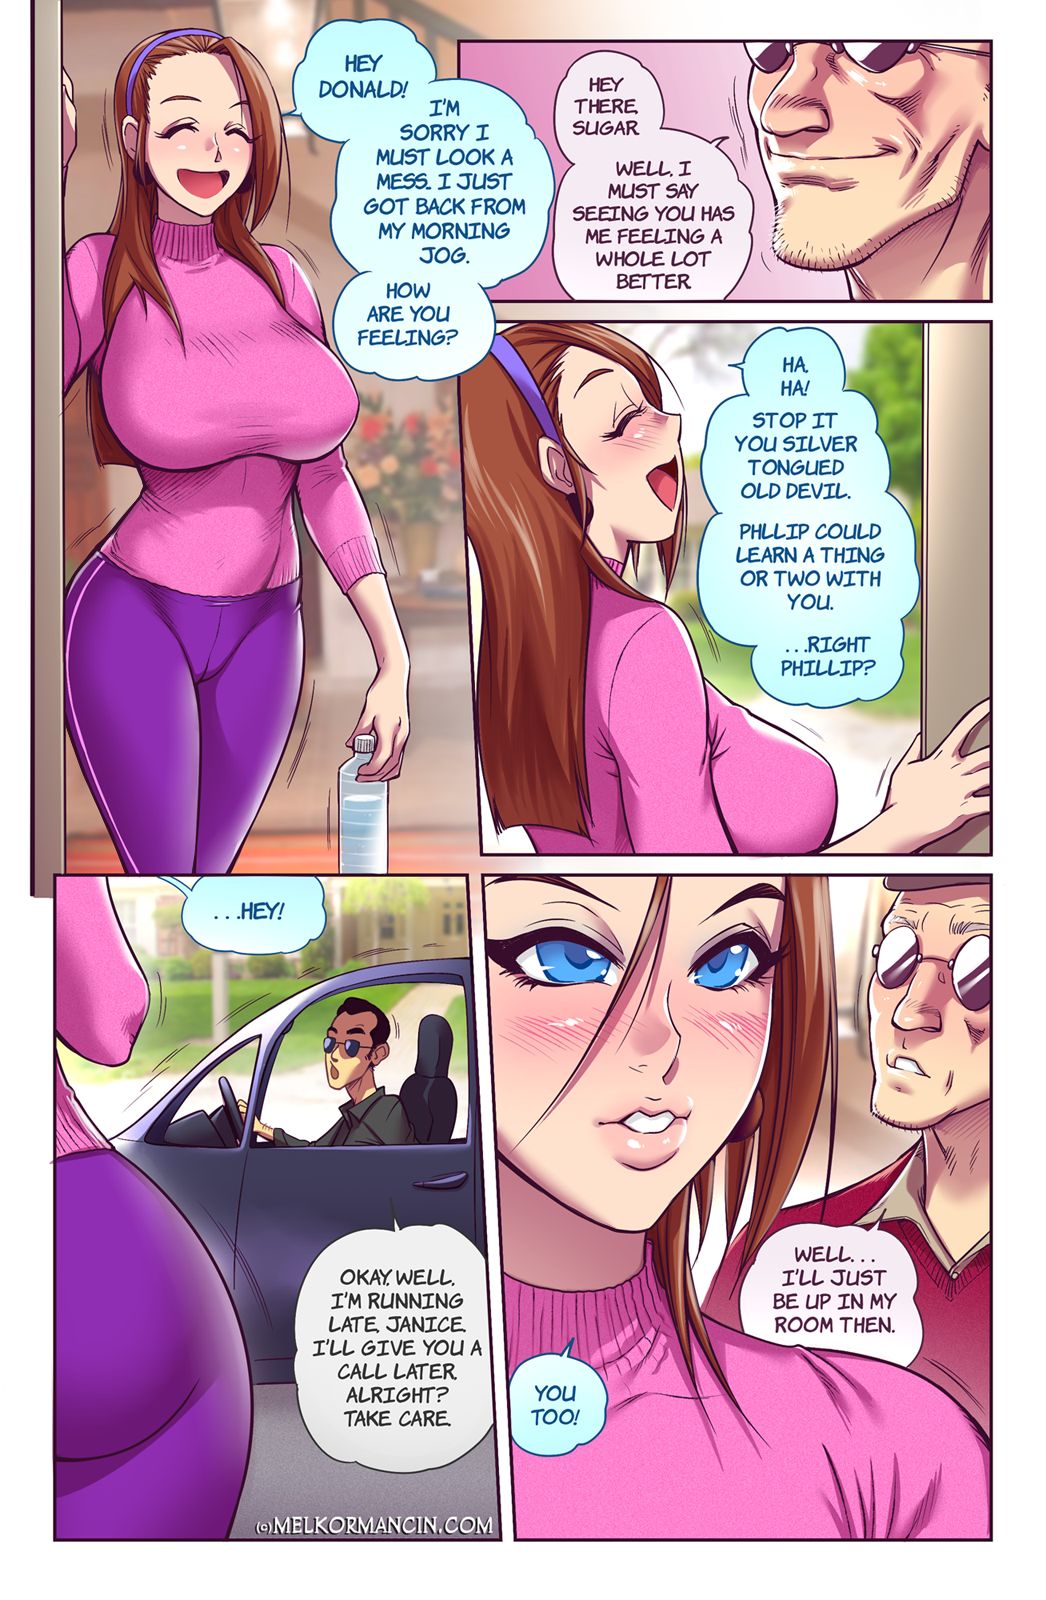 HEY
DONALD!
I'M
SORRY I
MUST LOOK A
MESS. I JUST
GOT BACK FROM
MY MORNING
JOG.
HOW
ARE YOU
FEELING?
HEY
THERE,
SUGAR.
WELL, I
MUST SAY
SEEING YOU HAS
ME FEELING A
WHOLE LOT
BETTER.
HA,
HA!
STOP IT
YOU SILVER
TONGUED
OLD DEVIL.
PHLLIP COULD
LEARN A THING
OR TWO WITH
YOU.
...RIGHT
PHILLIP?
...HEY!
OKAY, WELL,
I'M RUNNING
LATE, JANICE.
I'LL GIVE YOU A
CALL LATER,
ALRIGHT?
TAKE CARE.
YOU
TOO!
WELL...
I'LL JUST
BE UP IN MY
ROOM THEN.
(c)MELKORMANCIN.COM